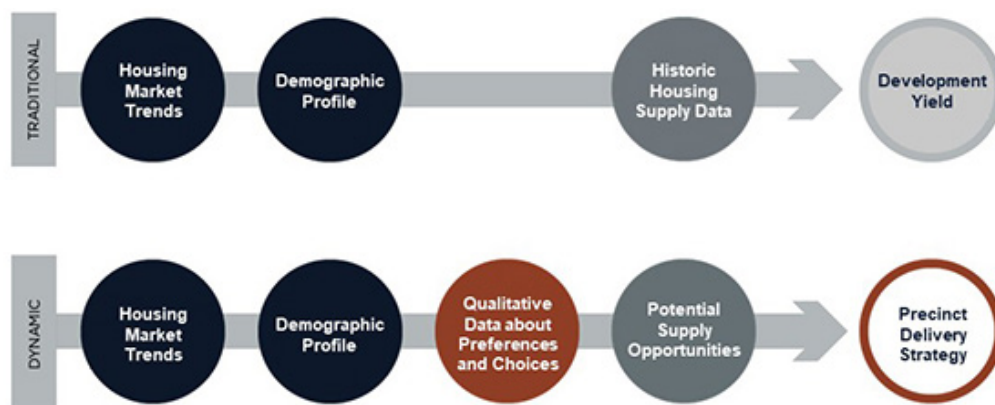 TRADITIONAL
Housing
Market
Trends
Demographic
Profile
Historic
Housing
Supply Data
Development
Yield
DYNAMIC
Housing
Market
Trends
Demographic
Profile
Qualitative
Data about
Preferences
and Choices
Potential
Supply
Opportunities
Precinct
Delivery
Strategy